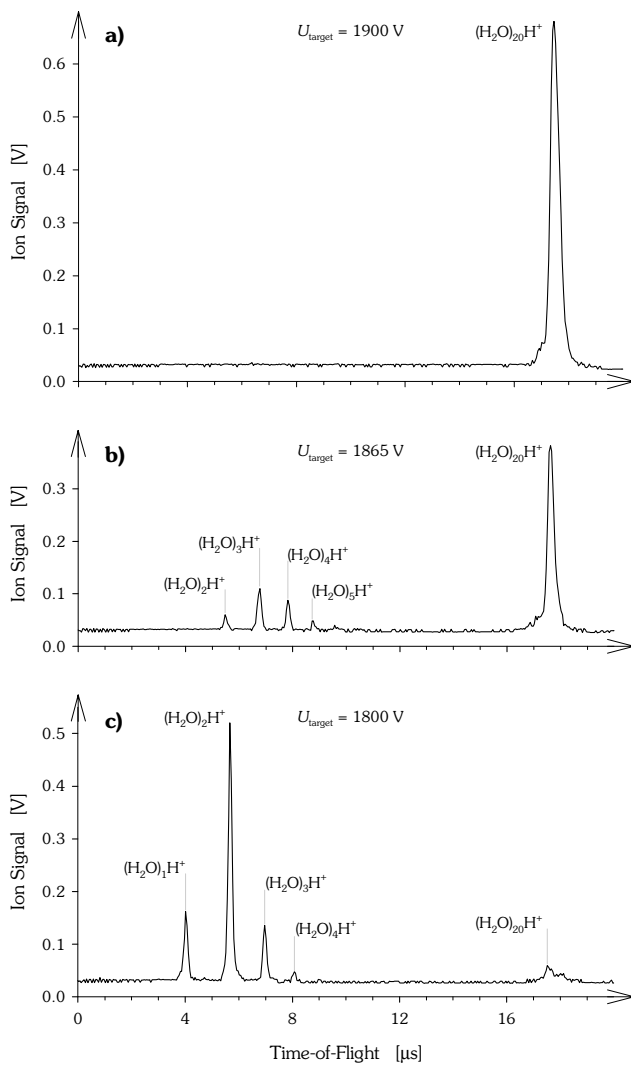 a)
U_target = 1900 V
(H₂O)₂₀H⁺
0.6
0.5
0.4
0.3
0.2
0.1
0.0
Ion Signal [V]
b)
U_target = 1865 V
(H₂O)₂₀H⁺
(H₂O)₃H⁺
(H₂O)₄H⁺
(H₂O)₂H⁺
(H₂O)₅H⁺
0.3
0.2
0.1
0.0
Ion Signal [V]
c)
(H₂O)₂H⁺
U_target = 1800 V
(H₂O)₁H⁺
(H₂O)₃H⁺
(H₂O)₄H⁺
(H₂O)₂₀H⁺
0.5
0.4
0.3
0.2
0.1
0.0
Ion Signal [V]
0 4 8 12 16
Time-of-Flight [µs]